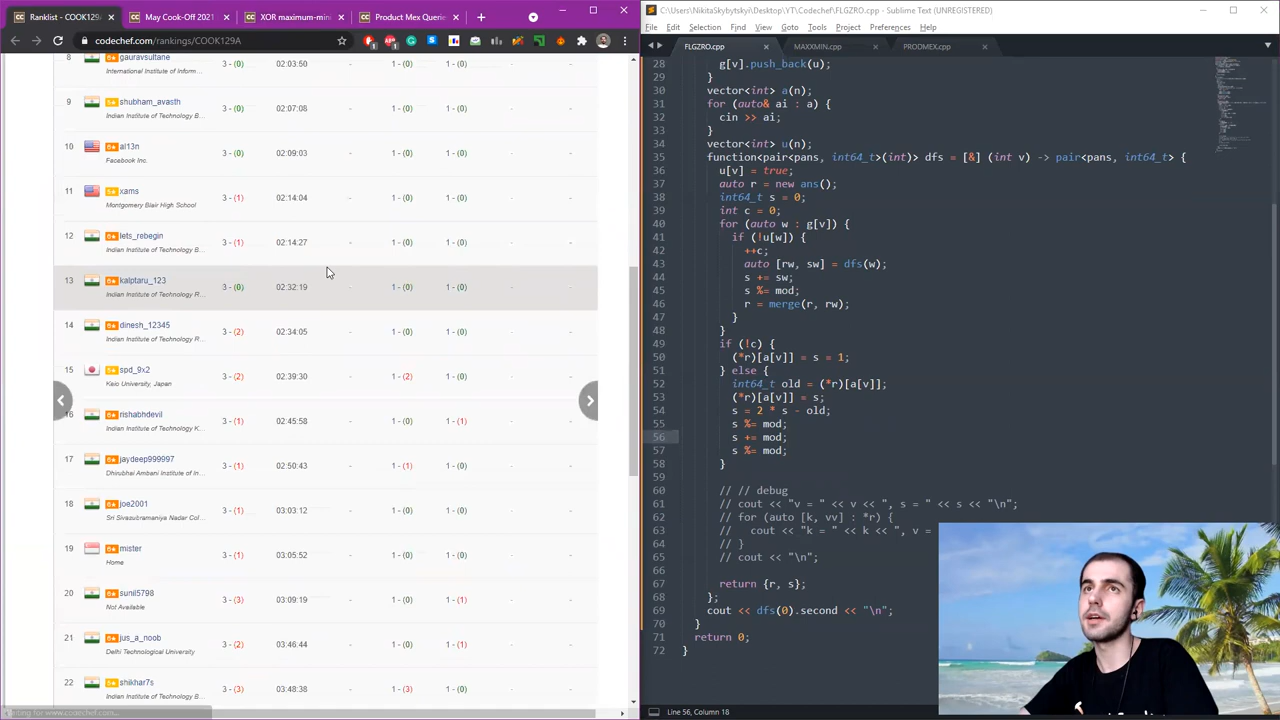 Ranklist - COOK129A | CodeChef
May Cook-Off 2021
XOR maximum-mini
Product Mex Querie
codechef.com/rankings/COOK129A
8 gauravsultane 3 - (0) 02:03:50 - 1 - (0) 1 - (0) - -
International Institute of Inform...
9 shubham_avasth 3 - (0) 02:07:08 - 1 - (0) 1 - (0) - -
Indian Institute of Technology B...
10 al13n 3 - (0) 02:09:03 - 1 - (0) 1 - (0) - -
Facebook Inc.
11 xams 3 - (1) 02:14:04 - 1 - (0) 1 - (0) - -
Montgomery Blair High School
12 lets_rebegin 3 - (1) 02:14:27 - 1 - (0) 1 - (0) - -
Indian Institute of Technology B...
13 kalptaru_123 3 - (0) 02:32:19 - 1 - (0) 1 - (0) - -
Indian Institute of Technology R...
14 dinesh_12345 3 - (2) 02:34:05 - 1 - (0) 1 - (0) - -
Indian Institute of Technology R...
15 spd_9x2 3 - (2) 02:39:30 - 1 - (2) 1 - (0) - -
Keio University, Japan
16 rishabhdevil 3 - (1) 02:45:58 - 1 - (0) 1 - (1) - -
Indian Institute of Technology K...
17 jaydeep999997 3 - (1) 02:50:43 - 1 - (1) 1 - (0) - -
Dhirubhai Ambani Institute of In...
18 joe2001 3 - (1) 03:03:12 - 1 - (0) 1 - (0) - -
Sri Sivasubramaniya Nadar Col...
19 mister 3 - (1) 03:05:52 - 1 - (0) 1 - (0) - -
Home
20 sunil5798 3 - (3) 03:09:19 - 1 - (0) 1 - (1) - -
Not Available
21 jus_a_noob 3 - (2) 03:46:44 - 1 - (0) 1 - (1) - -
Delhi Technological University
22 shikhar7s 3 - (3) 03:48:38 - 1 - (3) 1 - (0) - -
Indian Institute of Technology B...
Waiting for www.codechef.com...
C:\Users\NikitaSkybytskyi\Desktop\YT\Codechef\FLGZRO.cpp - Sublime Text (UNREGISTERED)
File Edit Selection Find View Goto Tools Project Preferences Help
FLGZRO.cpp MAXXMIN.cpp PRODMEX.cpp
28 g[v].push_back(u);
29 }
30 vector<int> a(n);
31 for (auto& ai : a) {
32 cin >> ai;
33 }
34 vector<int> u(n);
35 function<pair<pans, int64_t>(int)> dfs = [&] (int v) -> pair<pans, int64_t> {
36 u[v] = true;
37 auto r = new ans();
38 int64_t s = 0;
39 int c = 0;
40 for (auto w : g[v]) {
41 if (!u[w]) {
42 ++c;
43 auto [rw, sw] = dfs(w);
44 s += sw;
45 s %= mod;
46 r = merge(r, rw);
47 }
48 }
49 if (!c) {
50 (*r)[a[v]] = s = 1;
51 } else {
52 int64_t old = (*r)[a[v]];
53 (*r)[a[v]] = s;
54 s = 2 * s - old;
55 s %= mod;
56 s += mod;
57 s %= mod;
58 }
59
60 // // debug
61 // cout << "v = " << v << ", s = " << s << "\n";
62 // for (auto [k, vv] : *r) {
63 // cout << "k = " << k << ", v =
64 // }
65 // cout << "\n";
66
67 return {r, s};
68 };
69 cout << dfs(0).second << "\n";
70 }
71 return 0;
72 }
Line 56, Column 18